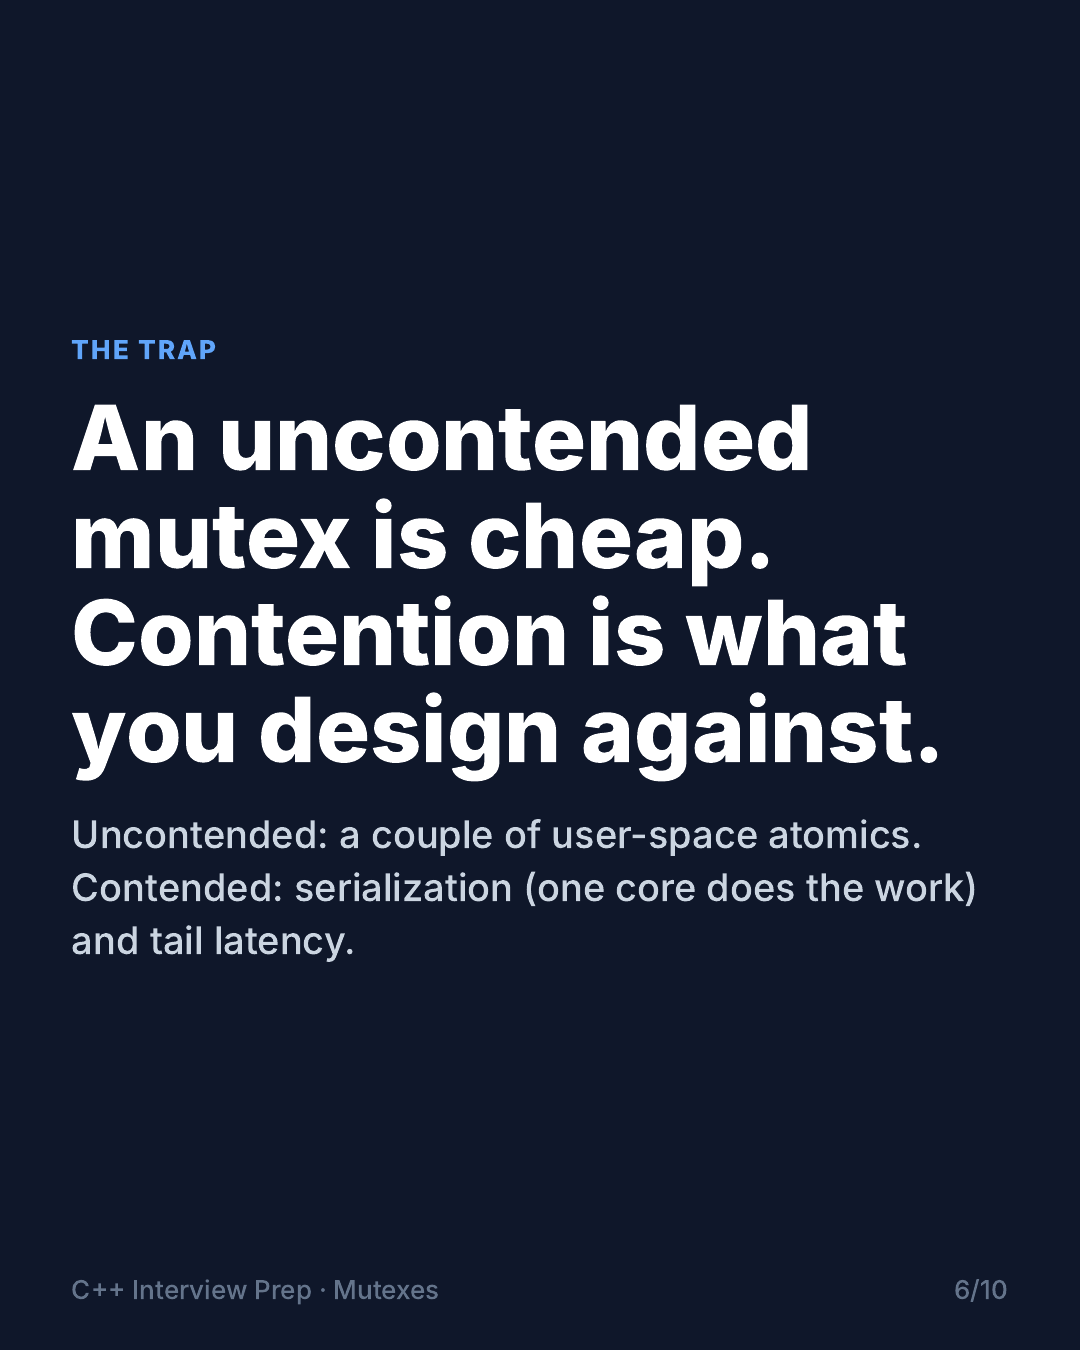 THE TRAP
An uncontended
mutex is cheap.
Contention is what
you design against.
Uncontended: a couple of user-space atomics.
Contended: serialization (one core does the work)
and tail latency.
C++ Interview Prep · Mutexes
6/10